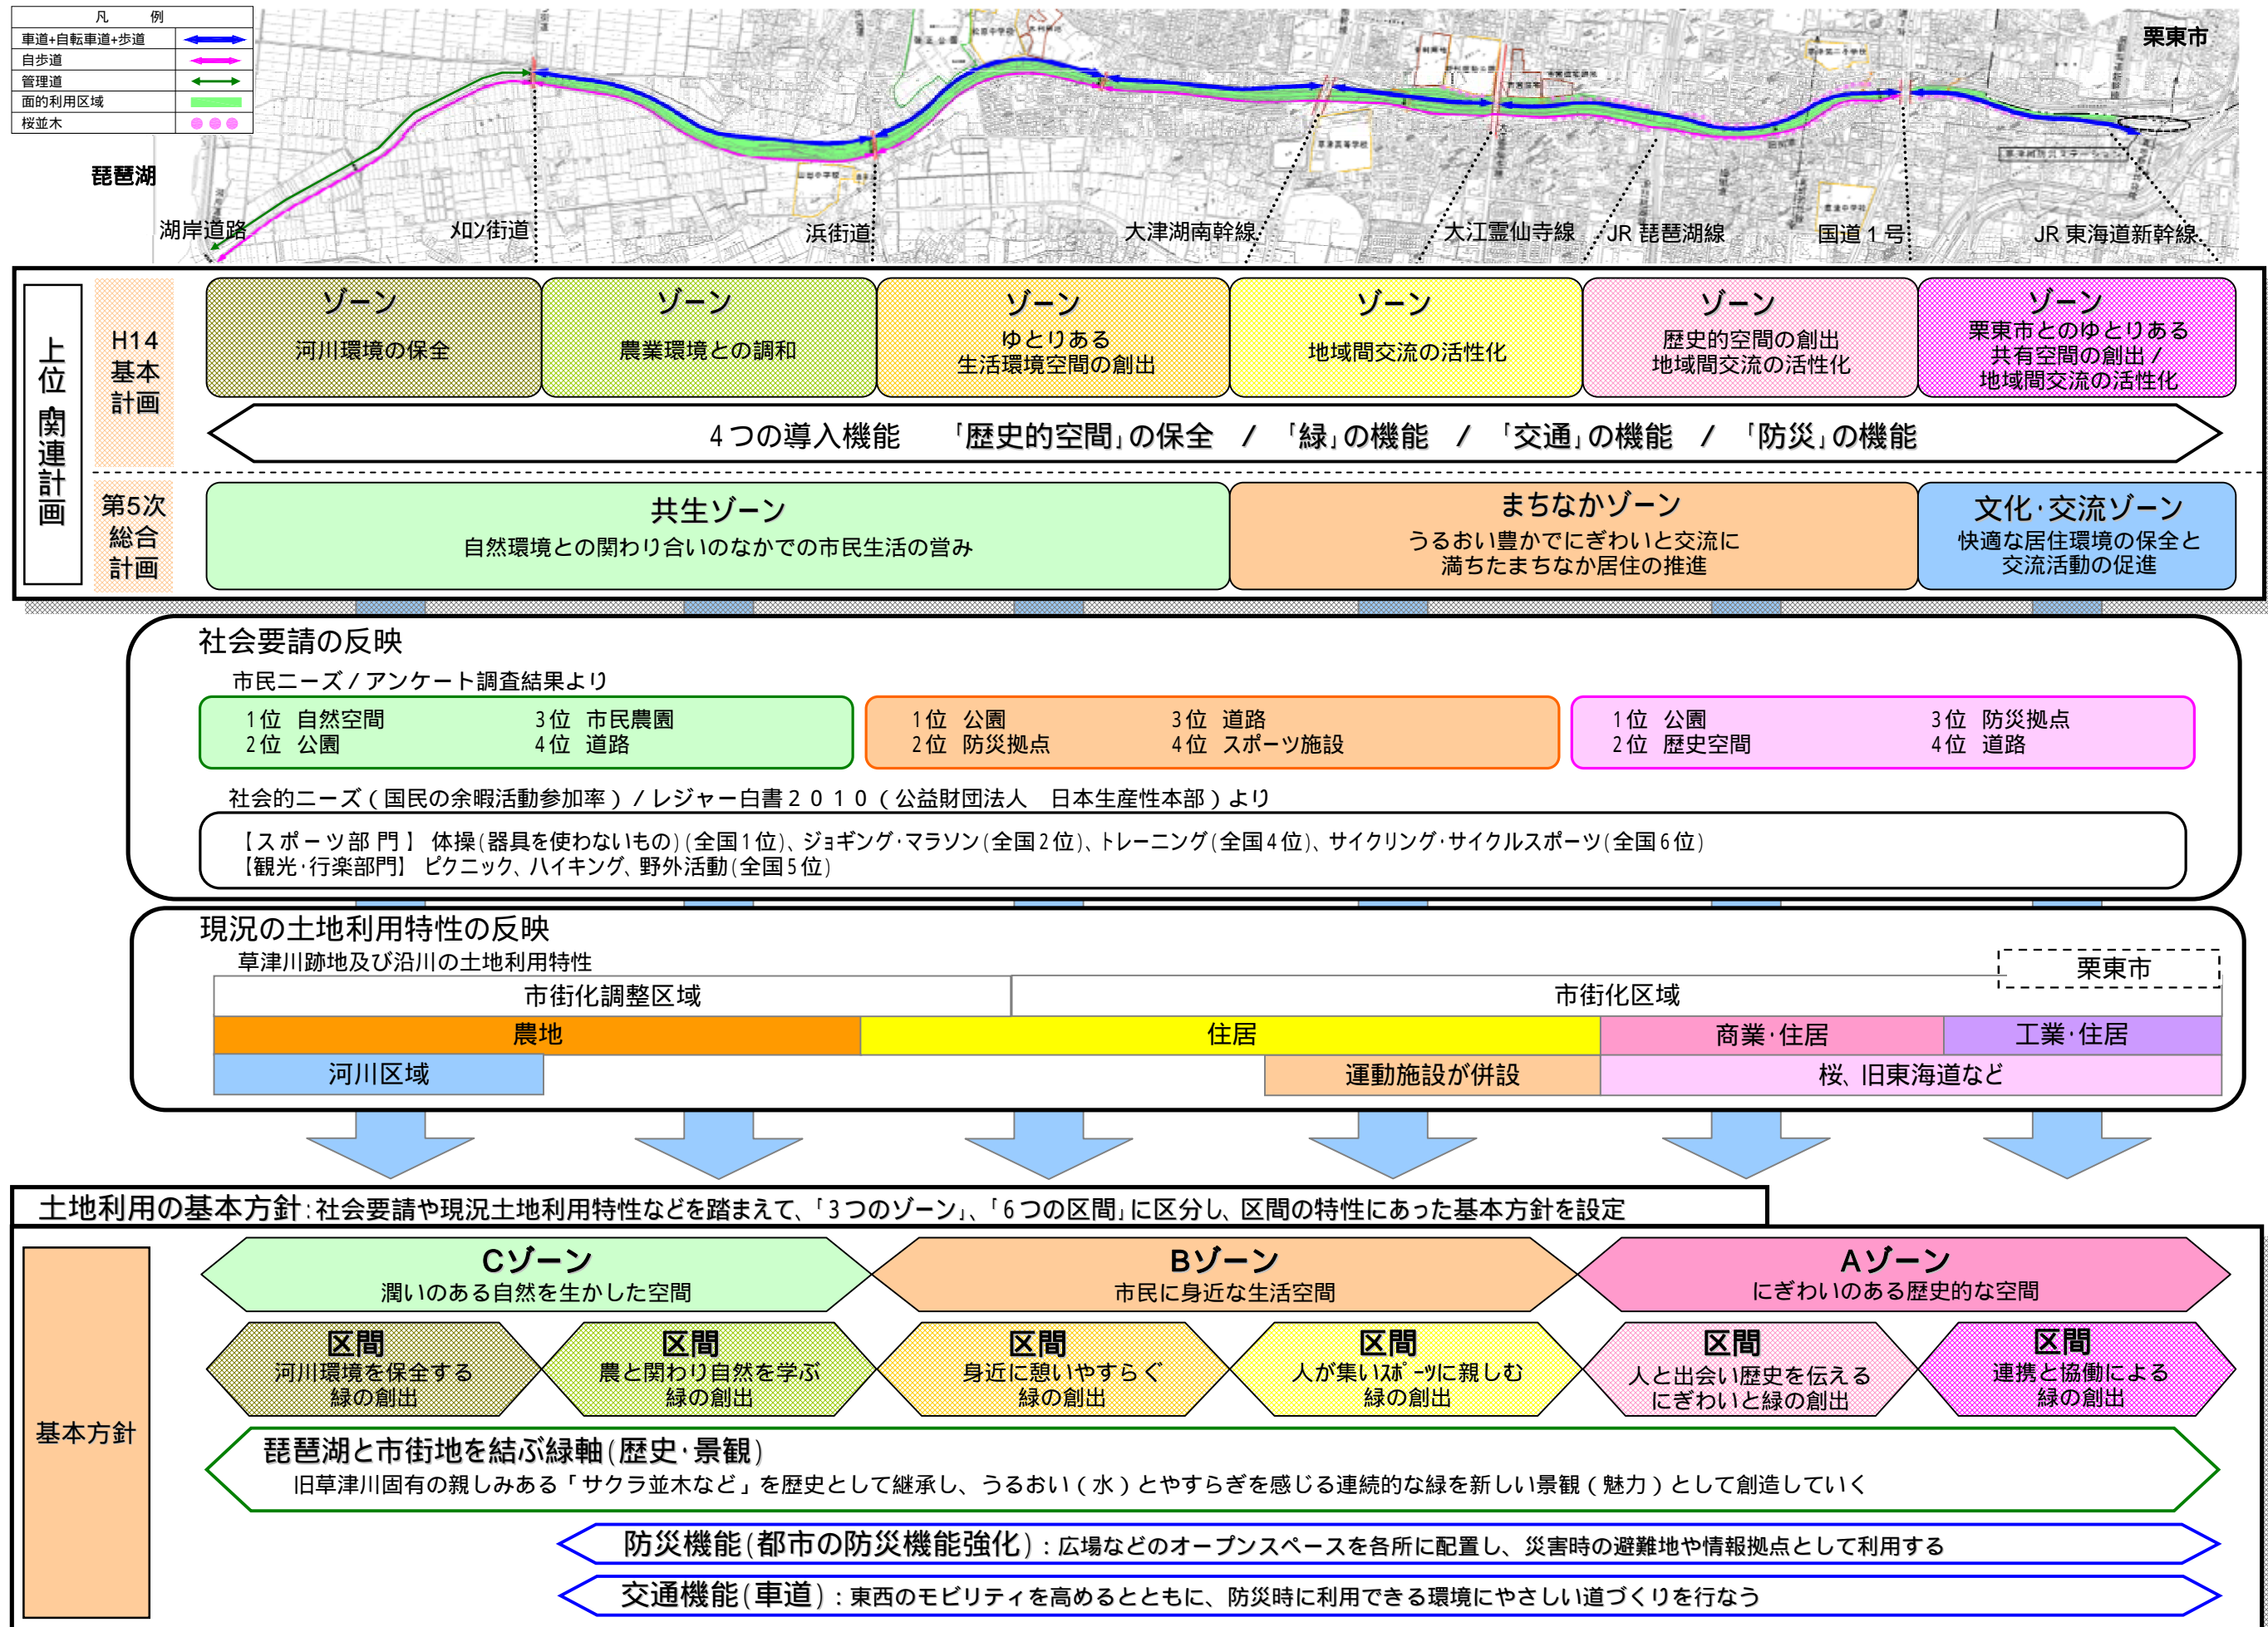 凡 例
車道+自転車道+歩道
自歩道
管理道
面的利用区域
桜並木
栗東市
琵琶湖
湖岸道路
メロン街道
浜街道
大津湖南幹線
大江霊仙寺線
JR 琵琶湖線
国道1号
JR 東海道新幹線
上位・関連計画
H14
基本
計画
ゾーン
河川環境の保全
ゾーン
農業環境との調和
ゾーン
ゆとりある
生活環境空間の創出
ゾーン
地域間交流の活性化
ゾーン
歴史的空間の創出
地域間交流の活性化
ゾーン
栗東市とのゆとりある
共有空間の創出/
地域間交流の活性化
4つの導入機能 「歴史的空間」の保全 / 「緑」の機能 / 「交通」の機能 / 「防災」の機能
第5次
総合
計画
共生ゾーン
自然環境との関わり合いのなかでの市民生活の営み
まちなかゾーン
うるおい豊かでにぎわいと交流に
満ちたまちなか居住の推進
文化・交流ゾーン
快適な居住環境の保全と
交流活動の促進
社会要請の反映
市民ニーズ/アンケート調査結果より
1位 自然空間 3位 市民農園
2位 公園 4位 道路
1位 公園 3位 道路
2位 防災拠点 4位 スポーツ施設
1位 公園 3位 防災拠点
2位 歴史空間 4位 道路
社会的ニーズ(国民の余暇活動参加率)/レジャー白書2010(公益財団法人 日本生産性本部)より
【スポーツ部門】 体操(器具を使わないもの)(全国1位)、ジョギング・マラソン(全国2位)、トレーニング(全国4位)、サイクリング・サイクルスポーツ(全国6位)
【観光・行楽部門】 ピクニック、ハイキング、野外活動(全国5位)
現況の土地利用特性の反映
草津川跡地及び沿川の土地利用特性
栗東市
市街化調整区域 市街化区域
農地 住居 商業・住居 工業・住居
河川区域 運動施設が併設 桜、旧東海道など
土地利用の基本方針:社会要請や現況土地利用特性などを踏まえて、「3つのゾーン」、「6つの区間」に区分し、区間の特性にあった基本方針を設定
基本方針
Cゾーン
潤いのある自然を生かした空間
Bゾーン
市民に身近な生活空間
Aゾーン
にぎわいのある歴史的な空間
区間
河川環境を保全する
緑の創出
区間
農と関わり自然を学ぶ
緑の創出
区間
身近に憩いやすらぐ
緑の創出
区間
人が集いスポーツに親しむ
緑の創出
区間
人と出会い歴史を伝える
にぎわいと緑の創出
区間
連携と協働による
緑の創出
琵琶湖と市街地を結ぶ緑軸(歴史・景観)
旧草津川固有の親しみある「サクラ並木など」を歴史として継承し、うるおい(水)とやすらぎを感じる連続的な緑を新しい景観(魅力)として創造していく
防災機能(都市の防災機能強化):広場などのオープンスペースを各所に配置し、災害時の避難地や情報拠点として利用する
交通機能(車道):東西のモビリティを高めるとともに、防災時に利用できる環境にやさしい道づくりを行なう